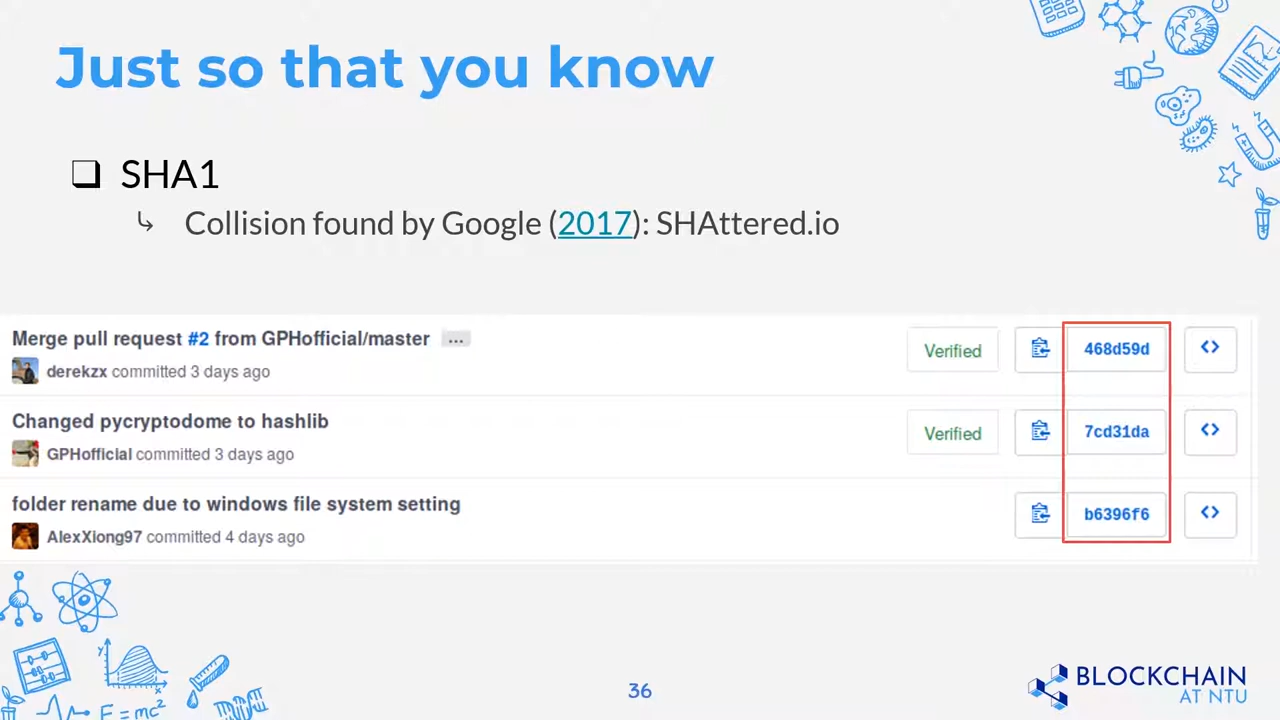 Just so that you know
❏ SHA1
↳ Collision found by Google (2017): SHAttered.io
Merge pull request #2 from GPHofficial/master ...
Verified
468d59d
<>
derekzx committed 3 days ago
Changed pycryptodome to hashlib
Verified
7cd31da
<>
GPHofficial committed 3 days ago
folder rename due to windows file system setting
b6396f6
<>
AlexXiong97 committed 4 days ago
y
x
E=mc²
36
BLOCKCHAIN
AT NTU